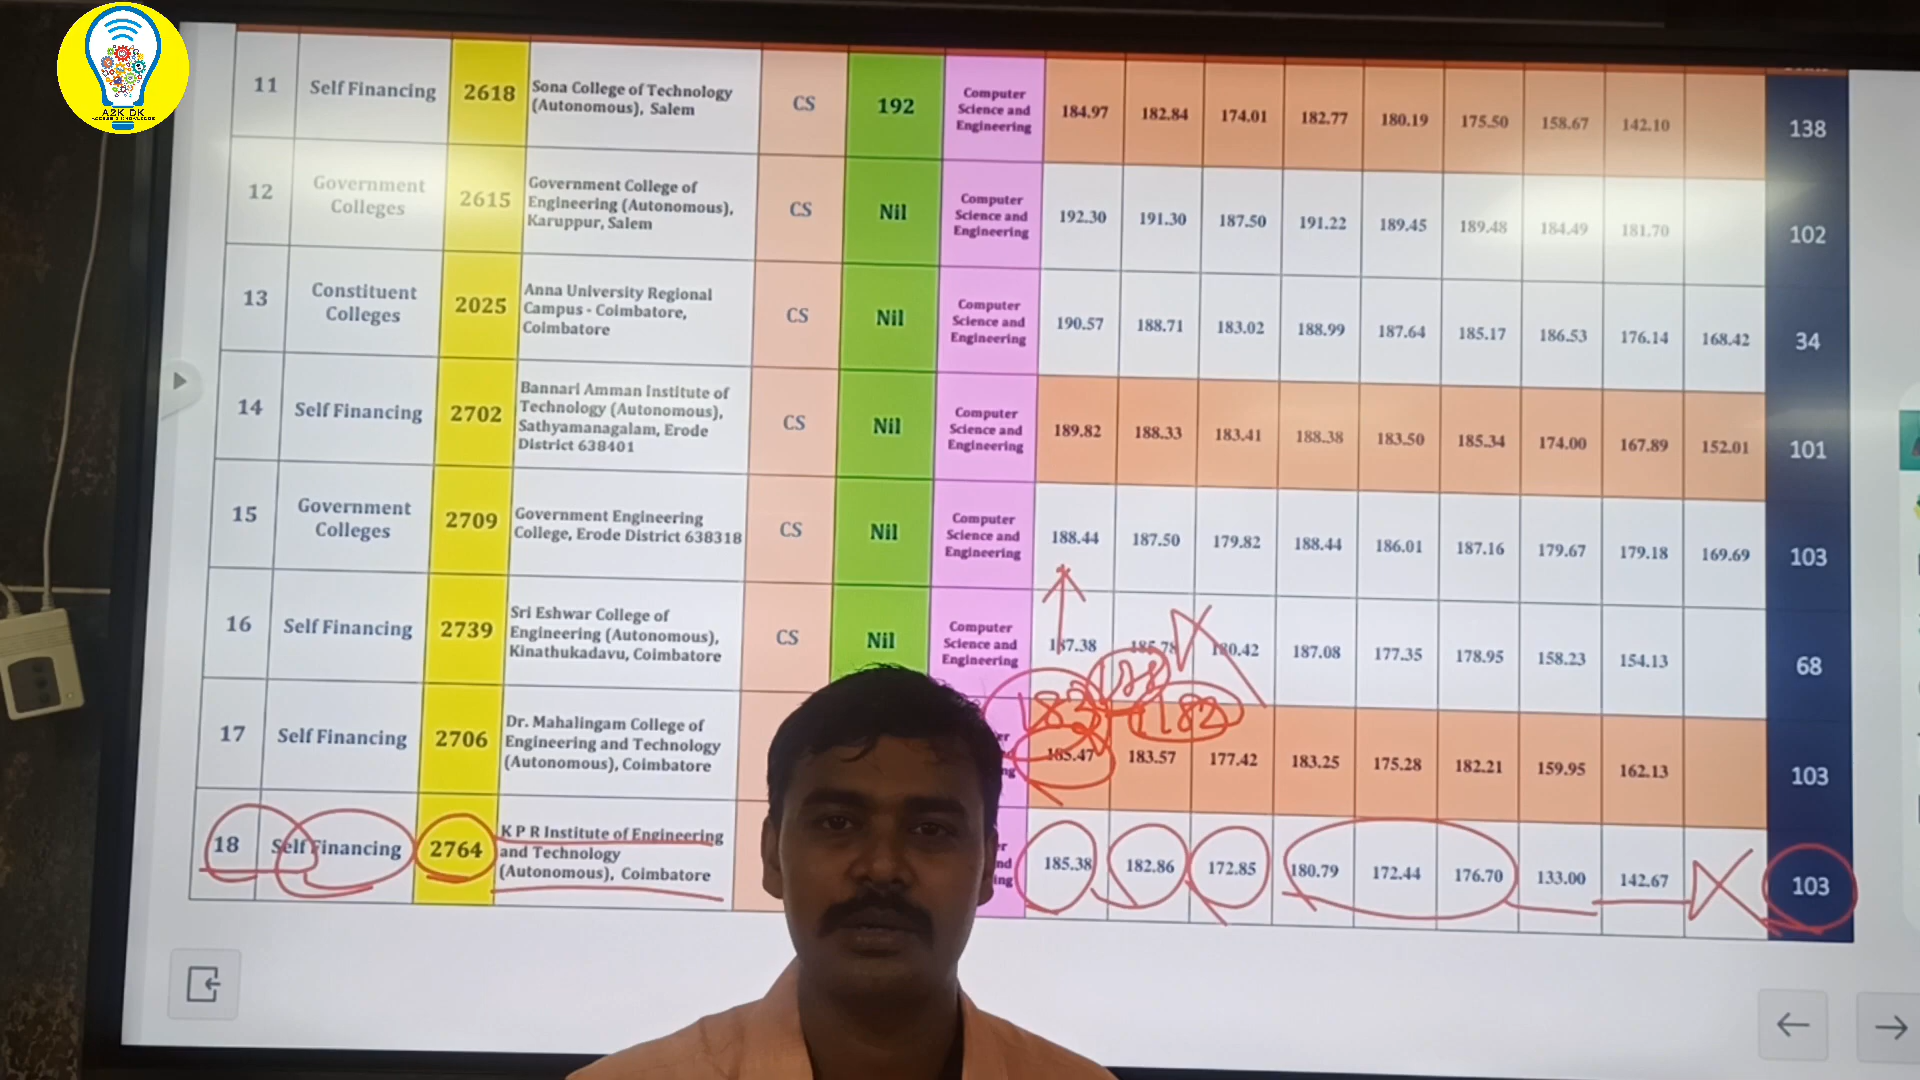 A2K DK
11 Self Financing 2618 Sona College of Technology (Autonomous), Salem CS 192 Computer Science and Engineering 184.97 182.84 174.01 182.77 180.19 175.50 158.67 142.10 138
12 Government Colleges 2615 Government College of Engineering (Autonomous), Karuppur, Salem CS Nil Computer Science and Engineering 192.30 191.30 187.50 191.22 189.45 189.48 184.49 181.70 102
13 Constituent Colleges 2025 Anna University Regional Campus - Coimbatore, Coimbatore CS Nil Computer Science and Engineering 190.57 188.71 183.02 188.99 187.64 185.17 186.53 176.14 168.42 34
14 Self Financing 2702 Bannari Amman Institute of Technology (Autonomous), Sathyamanagalam, Erode District 638401 CS Nil Computer Science and Engineering 189.82 188.33 183.41 188.38 183.50 185.34 174.00 167.89 152.01 101
15 Government Colleges 2709 Government Engineering College, Erode District 638318 CS Nil Computer Science and Engineering 188.44 187.50 179.82 188.44 186.01 187.16 179.67 179.18 169.69 103
16 Self Financing 2739 Sri Eshwar College of Engineering (Autonomous), Kinathukadavu, Coimbatore CS Nil Computer Science and Engineering 187.38 185.78 180.42 187.08 177.35 178.95 158.23 154.13 68
183 182
17 Self Financing 2706 Dr. Mahalingam College of Engineering and Technology (Autonomous), Coimbatore 185.47 183.57 177.42 183.25 175.28 182.21 159.95 162.13 103
18 Self Financing 2764 K P R Institute of Engineering and Technology (Autonomous), Coimbatore 185.38 182.86 172.85 180.79 172.44 176.70 133.00 142.67 103